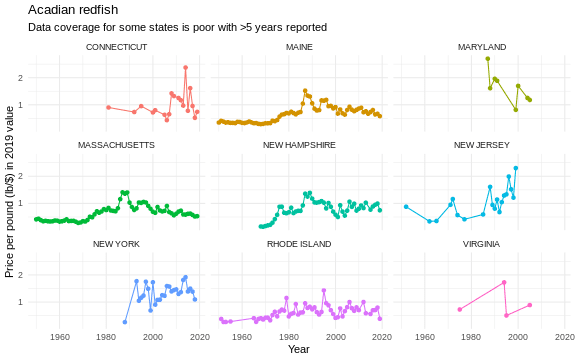 Acadian redfish
Data coverage for some states is poor with >5 years reported
CONNECTICUT MAINE MARYLAND
2
1
MASSACHUSETTS NEW HAMPSHIRE NEW JERSEY
2
1
NEW YORK RHODE ISLAND VIRGINIA
2
1
1960 1980 2000 2020 1960 1980 2000 2020 1960 1980 2000 2020
Year
Price per pound (lb/$) in 2019 value